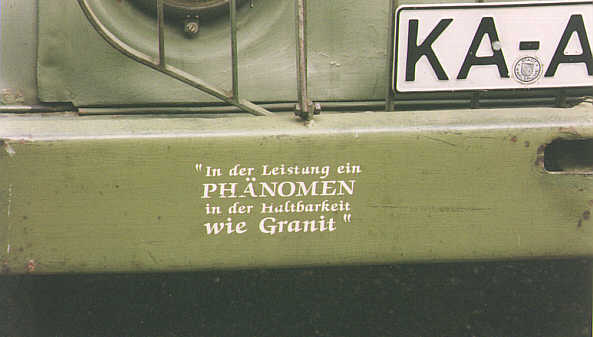 KA-A
"In der Leistung ein
PHÄNOMEN
in der Haltbarkeit
wie Granit"